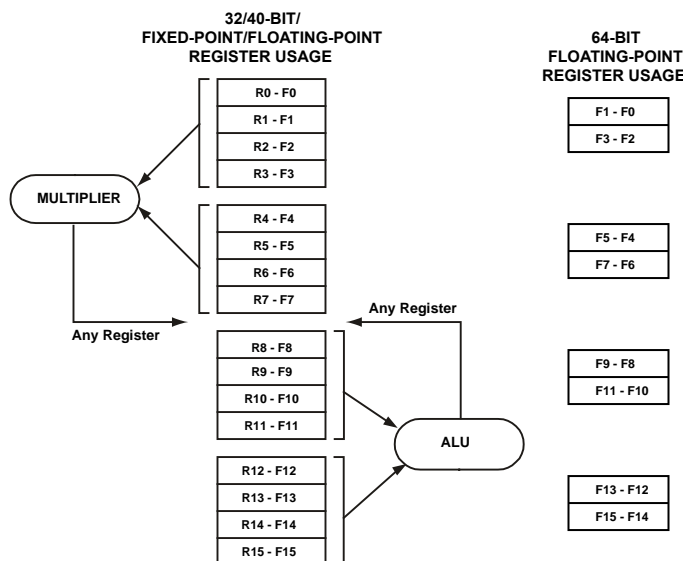 32/40-BIT/
FIXED-POINT/FLOATING-POINT
REGISTER USAGE
64-BIT
FLOATING-POINT
REGISTER USAGE
R0 - F0
R1 - F1
R2 - F2
R3 - F3
F1 - F0
F3 - F2
MULTIPLIER
R4 - F4
R5 - F5
R6 - F6
R7 - F7
F5 - F4
F7 - F6
Any Register
Any Register
R8 - F8
R9 - F9
R10 - F10
R11 - F11
F9 - F8
F11 - F10
ALU
R12 - F12
R13 - F13
R14 - F14
R15 - F15
F13 - F12
F15 - F14